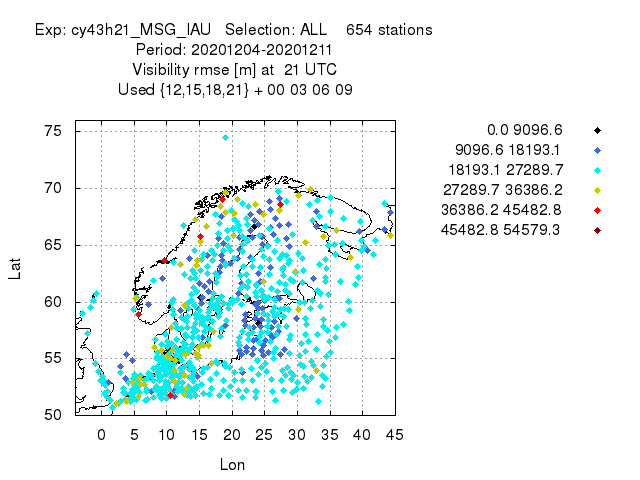 Exp: cy43h21_MSG_IAU   Selection: ALL    654 stations
Period: 20201204-20201211
Visibility rmse [m] at  21 UTC
Used {12,15,18,21} + 00 03 06 09
0.0 9096.6
9096.6 18193.1
18193.1 27289.7
27289.7 36386.2
36386.2 45482.8
45482.8 54579.3
75
70
65
60
55
50
Lat
0 5 10 15 20 25 30 35 40 45
Lon